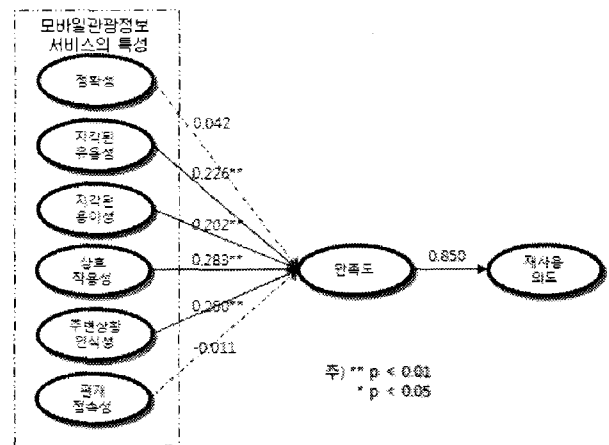 모바일관광정보
서비스의 특성
정확성
0.042
지각된
유용성
0.226**
지각된
용이성
0.202**
상호
작용성
0.283**
만족도
0.850
재사용
의도
주변상황
인식성
0.280**
-0.011
접속성
주) ** p < 0.01
* p < 0.05